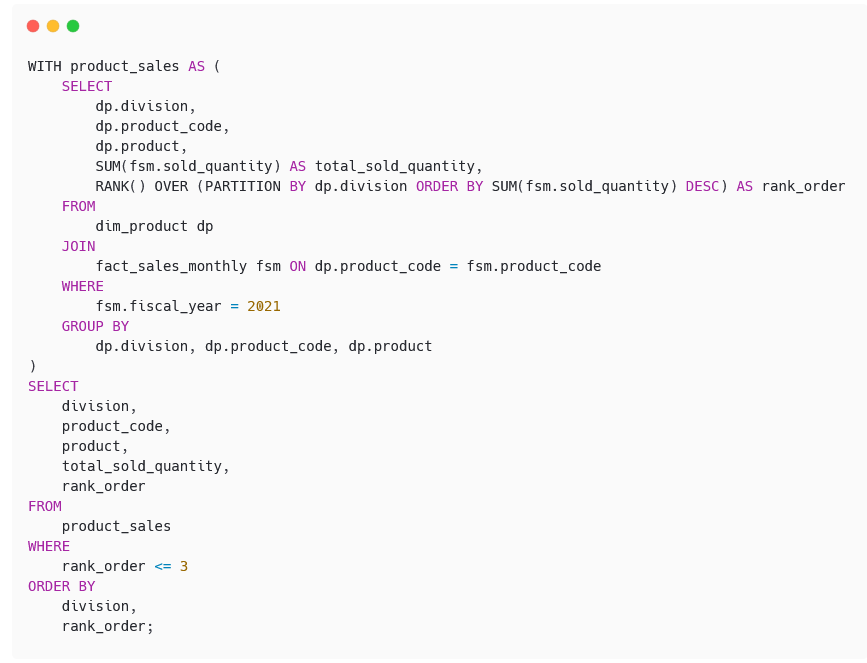 WITH product_sales AS (
    SELECT
        dp.division,
        dp.product_code,
        dp.product,
        SUM(fsm.sold_quantity) AS total_sold_quantity,
        RANK() OVER (PARTITION BY dp.division ORDER BY SUM(fsm.sold_quantity) DESC) AS rank_order
    FROM
        dim_product dp
    JOIN
        fact_sales_monthly fsm ON dp.product_code = fsm.product_code
    WHERE
        fsm.fiscal_year = 2021
    GROUP BY
        dp.division, dp.product_code, dp.product
)
SELECT
    division,
    product_code,
    product,
    total_sold_quantity,
    rank_order
FROM
    product_sales
WHERE
    rank_order <= 3
ORDER BY
    division,
    rank_order;